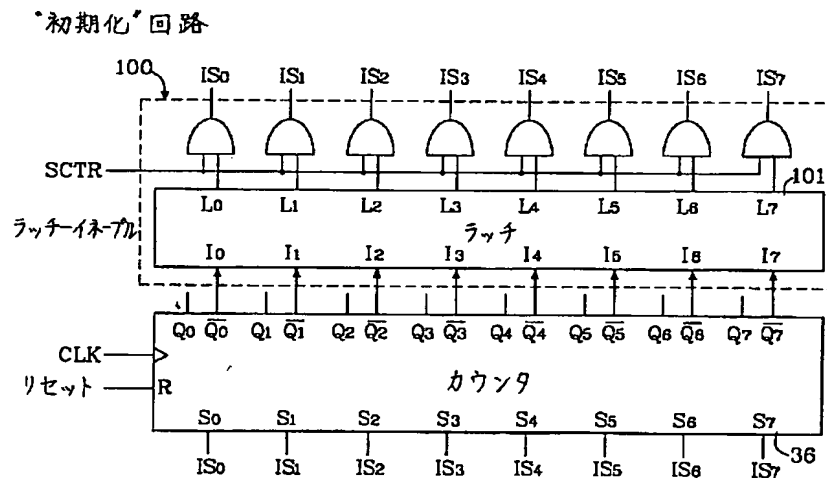 "初期化"回路
100
IS0 IS1 IS2 IS3 IS4 IS5 IS6 IS7
SCTR
101
L0 L1 L2 L3 L4 L5 L6 L7
ラッチーイネーブル
ラッチ
I0 I1 I2 I3 I4 I5 I6 I7
Q0 Q̅0 Q1 Q̅1 Q2 Q̅2 Q3 Q̅3 Q4 Q̅4 Q5 Q̅5 Q6 Q̅6 Q7 Q̅7
CLK
カウンタ
リセット R
S0 S1 S2 S3 S4 S5 S6 S7
36
IS0 IS1 IS2 IS3 IS4 IS5 IS6 IS7